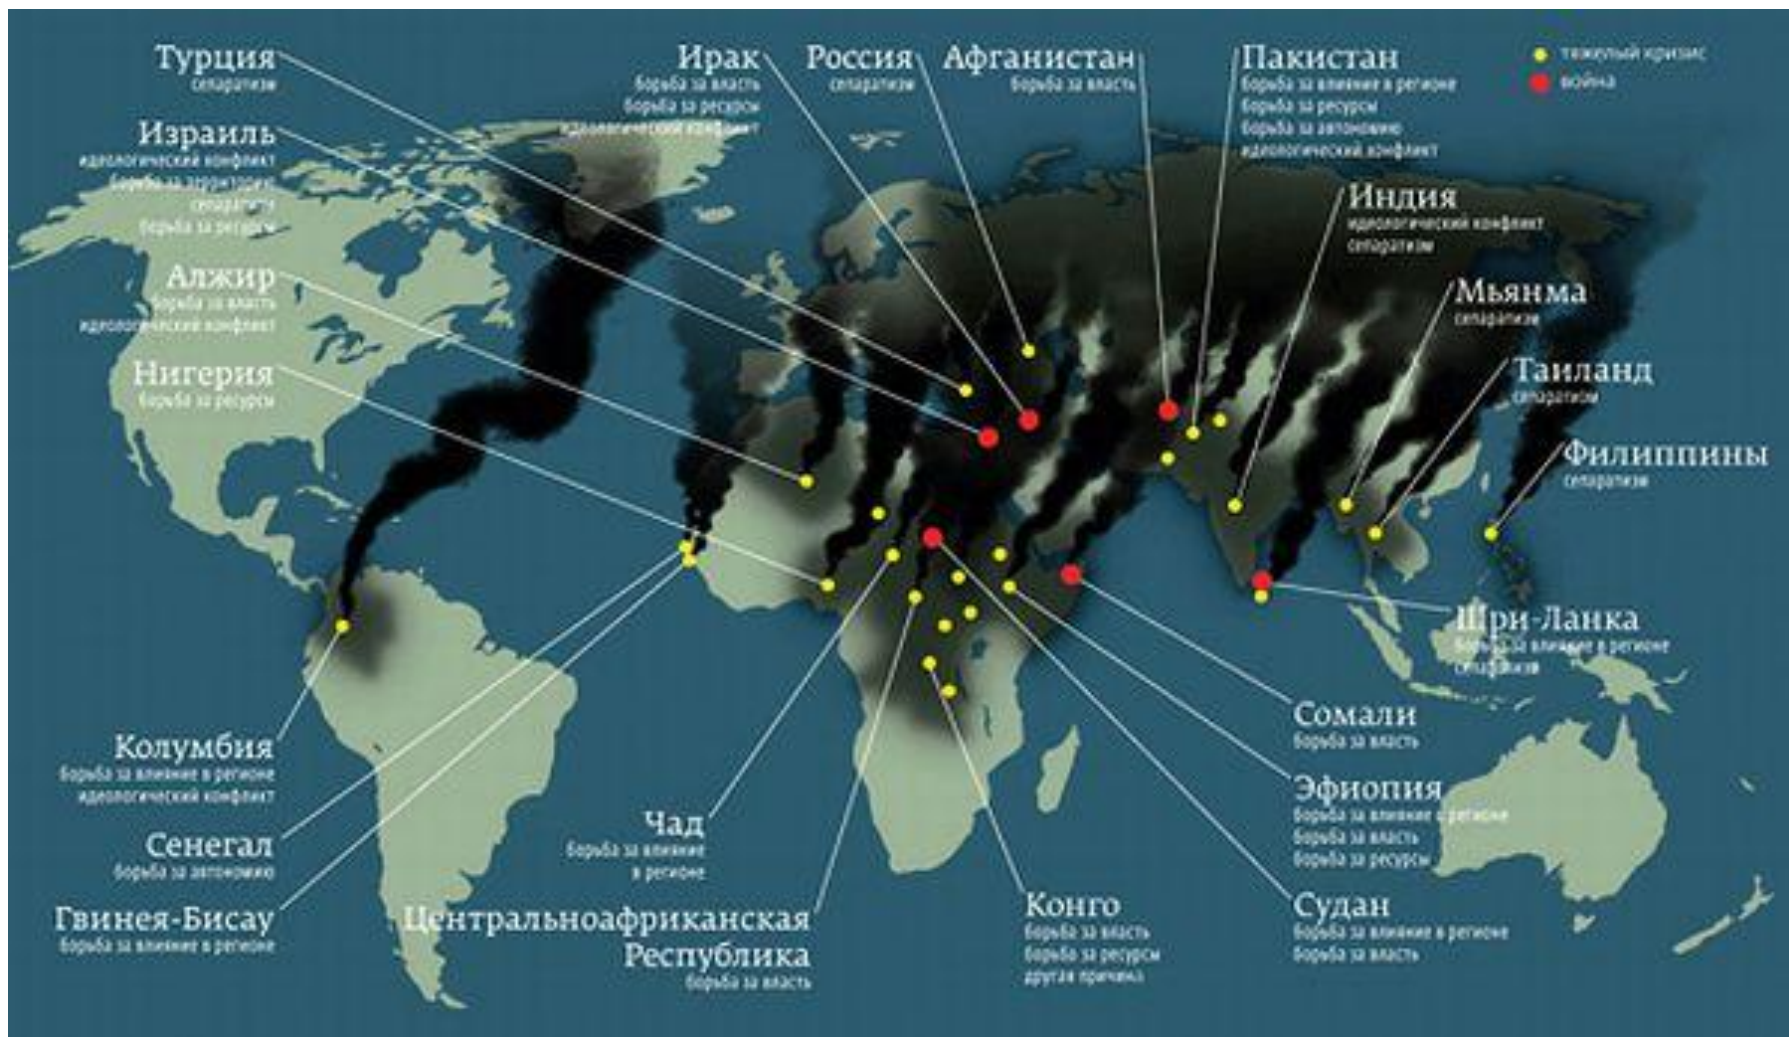 Турция
сепаратизм
Израиль
идеологический конфликт
борьба за территорию
сепаратизм
борьба за ресурсы
Алжир
борьба за власть
идеологический конфликт
Нигерия
борьба за ресурсы
Ирак
борьба за власть
борьба за ресурсы
идеологический конфликт
Россия
сепаратизм
Афганистан
борьба за власть
Пакистан
борьба за влияние в регионе
борьба за ресурсы
борьба за автономию
идеологический конфликт
тяжелый кризис
война
Индия
идеологический конфликт
сепаратизм
Мьянма
сепаратизм
Таиланд
сепаратизм
Филиппины
сепаратизм
Шри-Ланка
борьба за влияние в регионе
сепаратизм
Сомали
борьба за власть
Эфиопия
борьба за влияние в регионе
борьба за власть
борьба за ресурсы
Судан
борьба за влияние в регионе
борьба за власть
Конго
борьба за власть
борьба за ресурсы
другая причина
Чад
борьба за влияние
в регионе
Центральноафриканская
Республика
борьба за власть
Колумбия
борьба за влияние в регионе
идеологический конфликт
Сенегал
борьба за автономию
Гвинея-Бисау
борьба за влияние в регионе